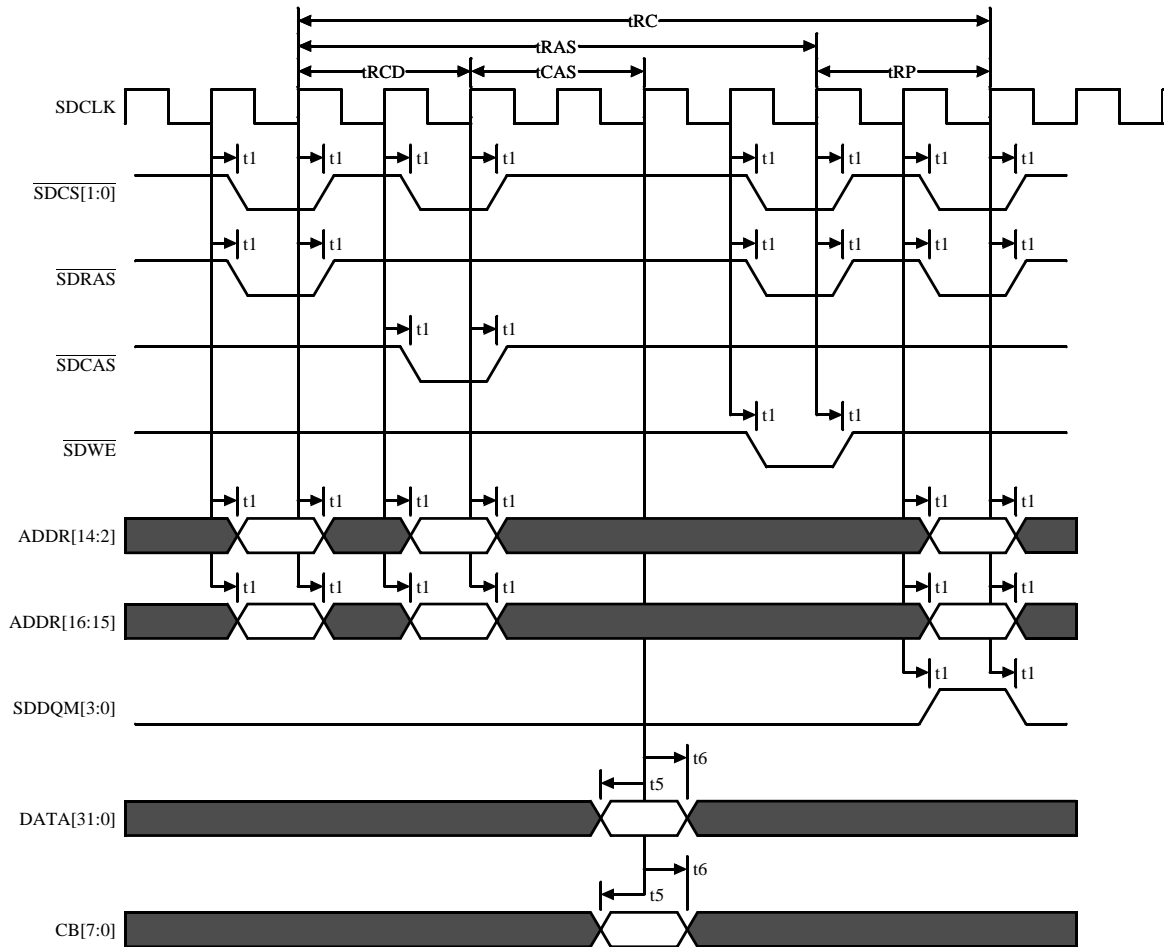 tRC
tRAS
tRCD tCAS tRP
SDCLK
t1 t1 t1 t1 t1 t1 t1 t1
SDCS[1:0]
t1 t1 t1 t1 t1 t1
SDRAS
t1 t1
SDCAS
t1 t1
SDWE
t1 t1 t1 t1 t1 t1
ADDR[14:2]
t1 t1 t1 t1 t1 t1
ADDR[16:15]
t1 t1
SDDQM[3:0]
t6
t5
DATA[31:0]
t6
t5
CB[7:0]